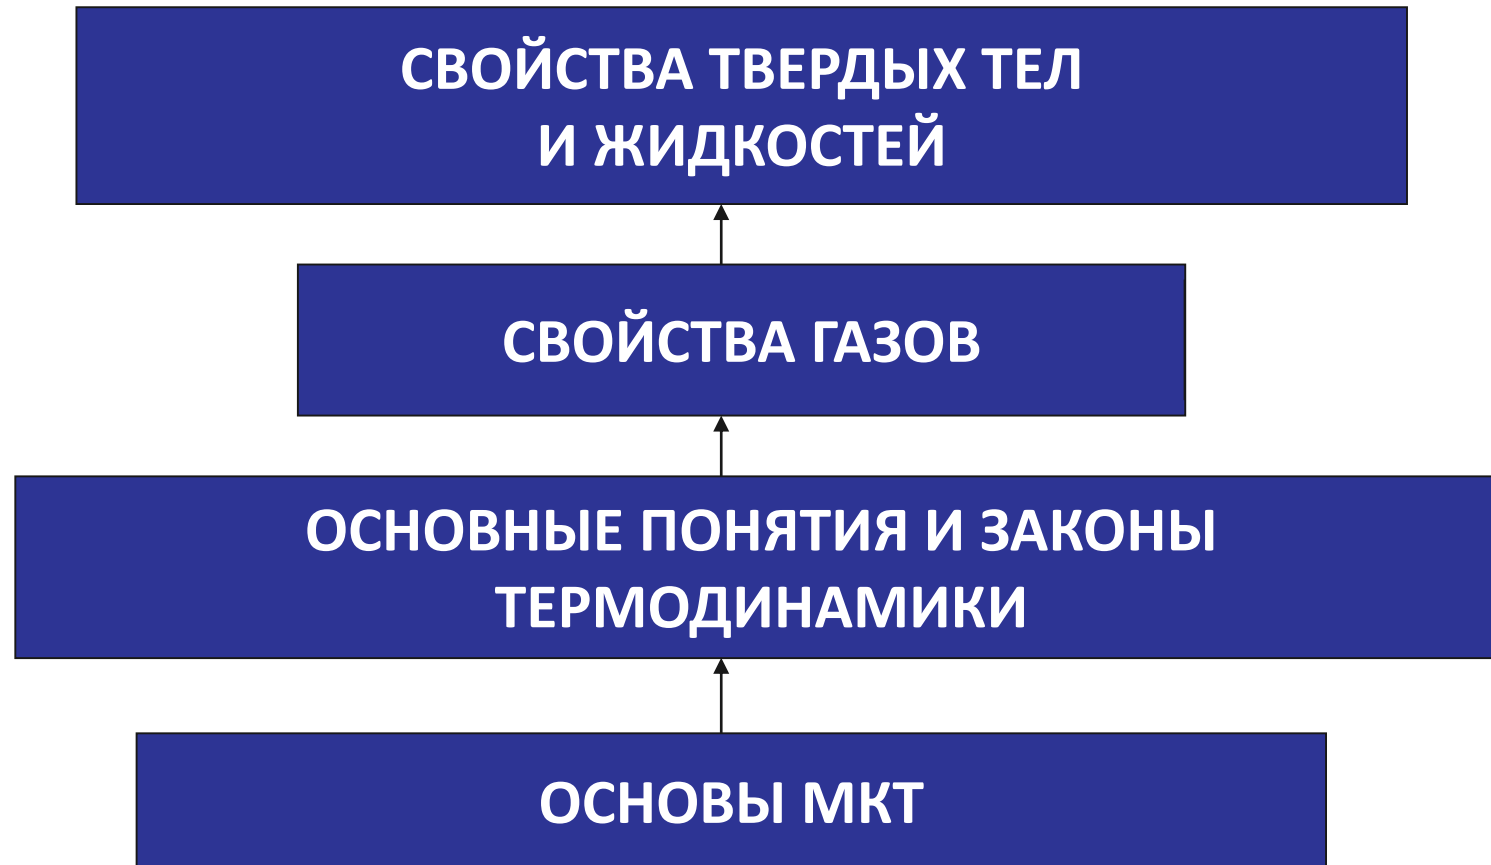 СВОЙСТВА ТВЕРДЫХ ТЕЛ
И ЖИДКОСТЕЙ
СВОЙСТВА ГАЗОВ
ОСНОВНЫЕ ПОНЯТИЯ И ЗАКОНЫ
ТЕРМОДИНАМИКИ
ОСНОВЫ МКТ